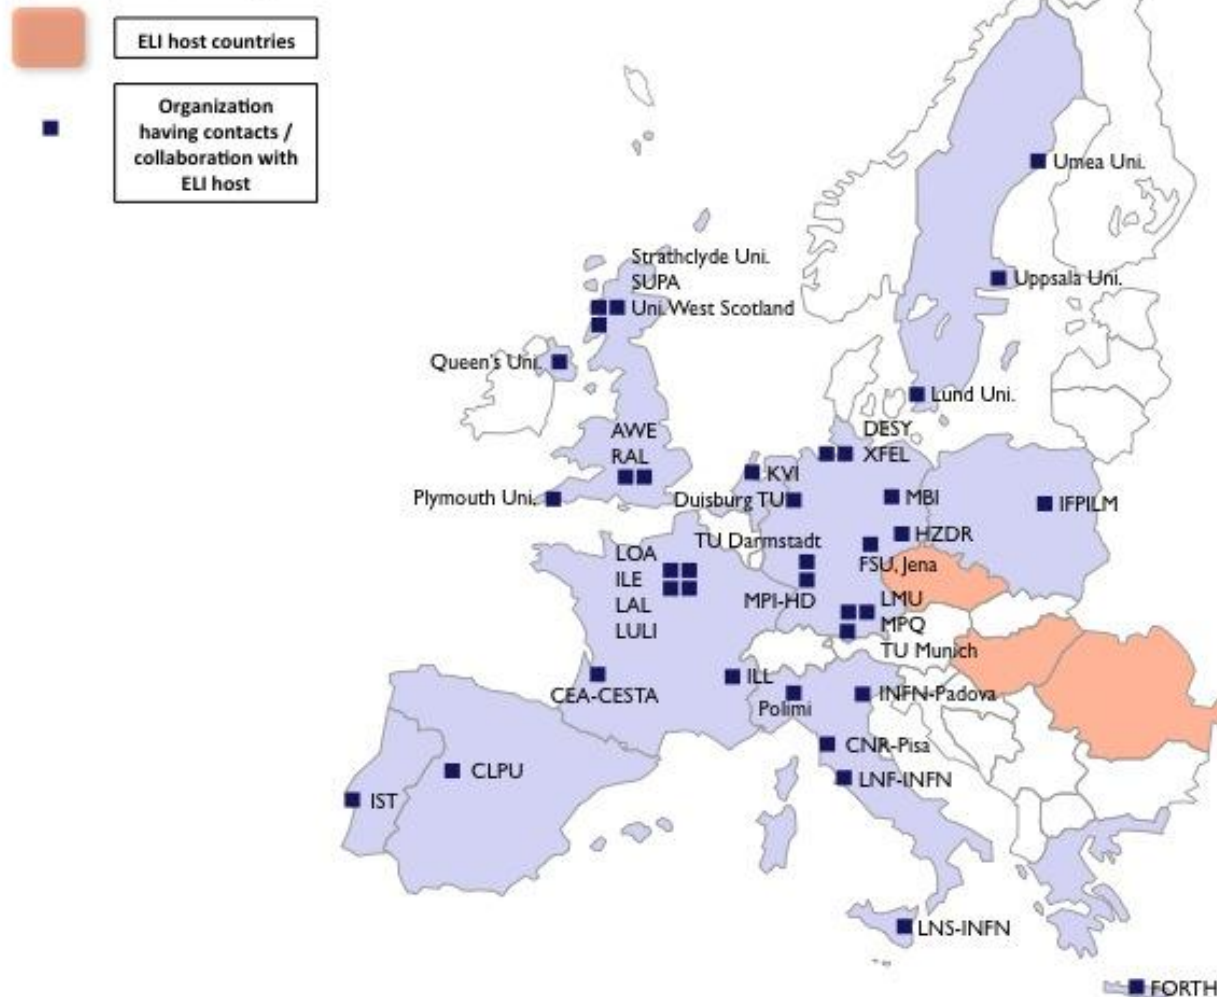 ELI host countries
Organization
having contacts /
collaboration with
ELI host
Umea Uni.
Strathclyde Uni.
SUPA
Uni. West Scotland
Uppsala Uni.
Queen's Uni.
Lund Uni.
AWE
RAL
DESY
XFEL
KVI
Plymouth Uni.
Duisburg TU
MBI
IFPILM
TU Darmstadt
HZDR
FSU, Jena
LOA
ILE
LAL
LULI
MPI-HD
LMU
MPQ
TU Munich
CEA-CESTA
ILL
Polimi
INFN-Padova
CNR-Pisa
CLPU
LNF-INFN
IST
LNS-INFN
FORTH